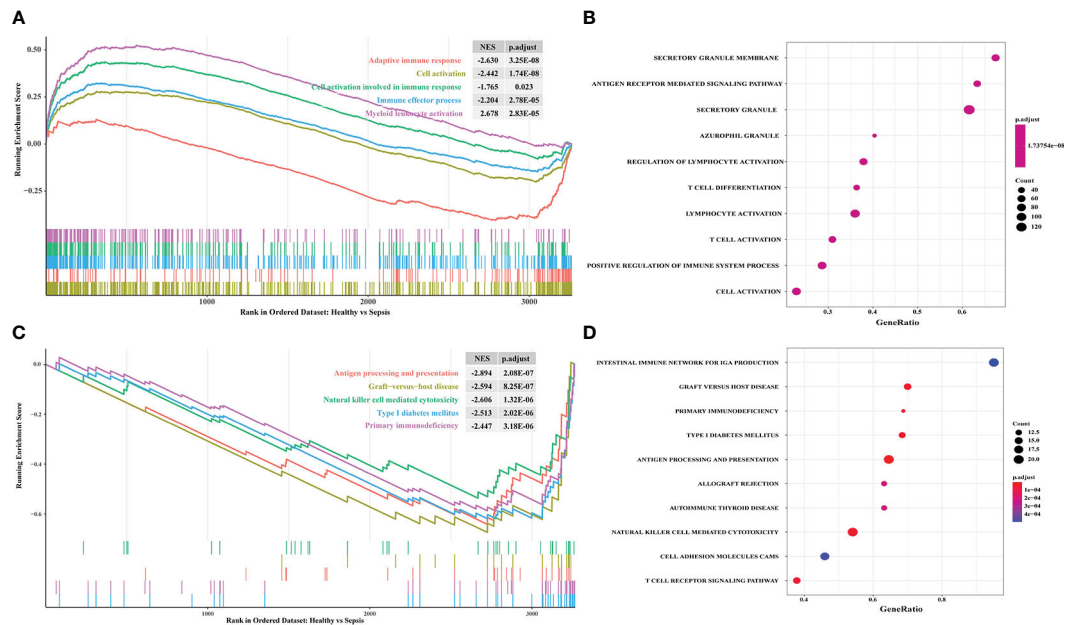 A
NES p.adjust
Adaptive immune response -2.630 3.25E-08
Cell activation -2.442 1.74E-08
Cell activation involved in immune response -1.765 0.023
Immune effector process -2.204 2.78E-05
Myeloid leukocyte activation 2.678 2.83E-05
Running Enrichment Score
0.50
0.25
0.00
-0.25
1000 2000 3000
Rank in Ordered Dataset: Healthy vs Sepsis
B
SECRETORY GRANULE MEMBRANE
ANTIGEN RECEPTOR MEDIATED SIGNALING PATHWAY
SECRETORY GRANULE
AZUROPHIL GRANULE
REGULATION OF LYMPHOCYTE ACTIVATION
T CELL DIFFERENTIATION
LYMPHOCYTE ACTIVATION
T CELL ACTIVATION
POSITIVE REGULATION OF IMMUNE SYSTEM PROCESS
CELL ACTIVATION
0.3 0.4 0.5 0.6
GeneRatio
p.adjust
1.73754e-08
Count
40
60
80
100
120
C
NES p.adjust
Antigen processing and presentation -2.894 2.08E-07
Graft-versus-host disease -2.594 8.25E-07
Natural killer cell mediated cytotoxicity -2.606 1.32E-06
Type I diabetes mellitus -2.513 2.02E-06
Primary immunodeficiency -2.447 3.18E-06
Running Enrichment Score
0.0
-0.2
-0.4
-0.6
1000 2000 3000
Rank in Ordered Dataset: Healthy vs Sepsis
D
INTESTINAL IMMUNE NETWORK FOR IGA PRODUCTION
GRAFT VERSUS HOST DISEASE
PRIMARY IMMUNODEFICIENCY
TYPE I DIABETES MELLITUS
ANTIGEN PROCESSING AND PRESENTATION
ALLOGRAFT REJECTION
AUTOIMMUNE THYROID DISEASE
NATURAL KILLER CELL MEDIATED CYTOTOXICITY
CELL ADHESION MOLECULES CAMS
T CELL RECEPTOR SIGNALING PATHWAY
0.4 0.6 0.8
GeneRatio
Count
12.5
15.0
17.5
20.0
p.adjust
1e-04
2e-04
3e-04
4e-04